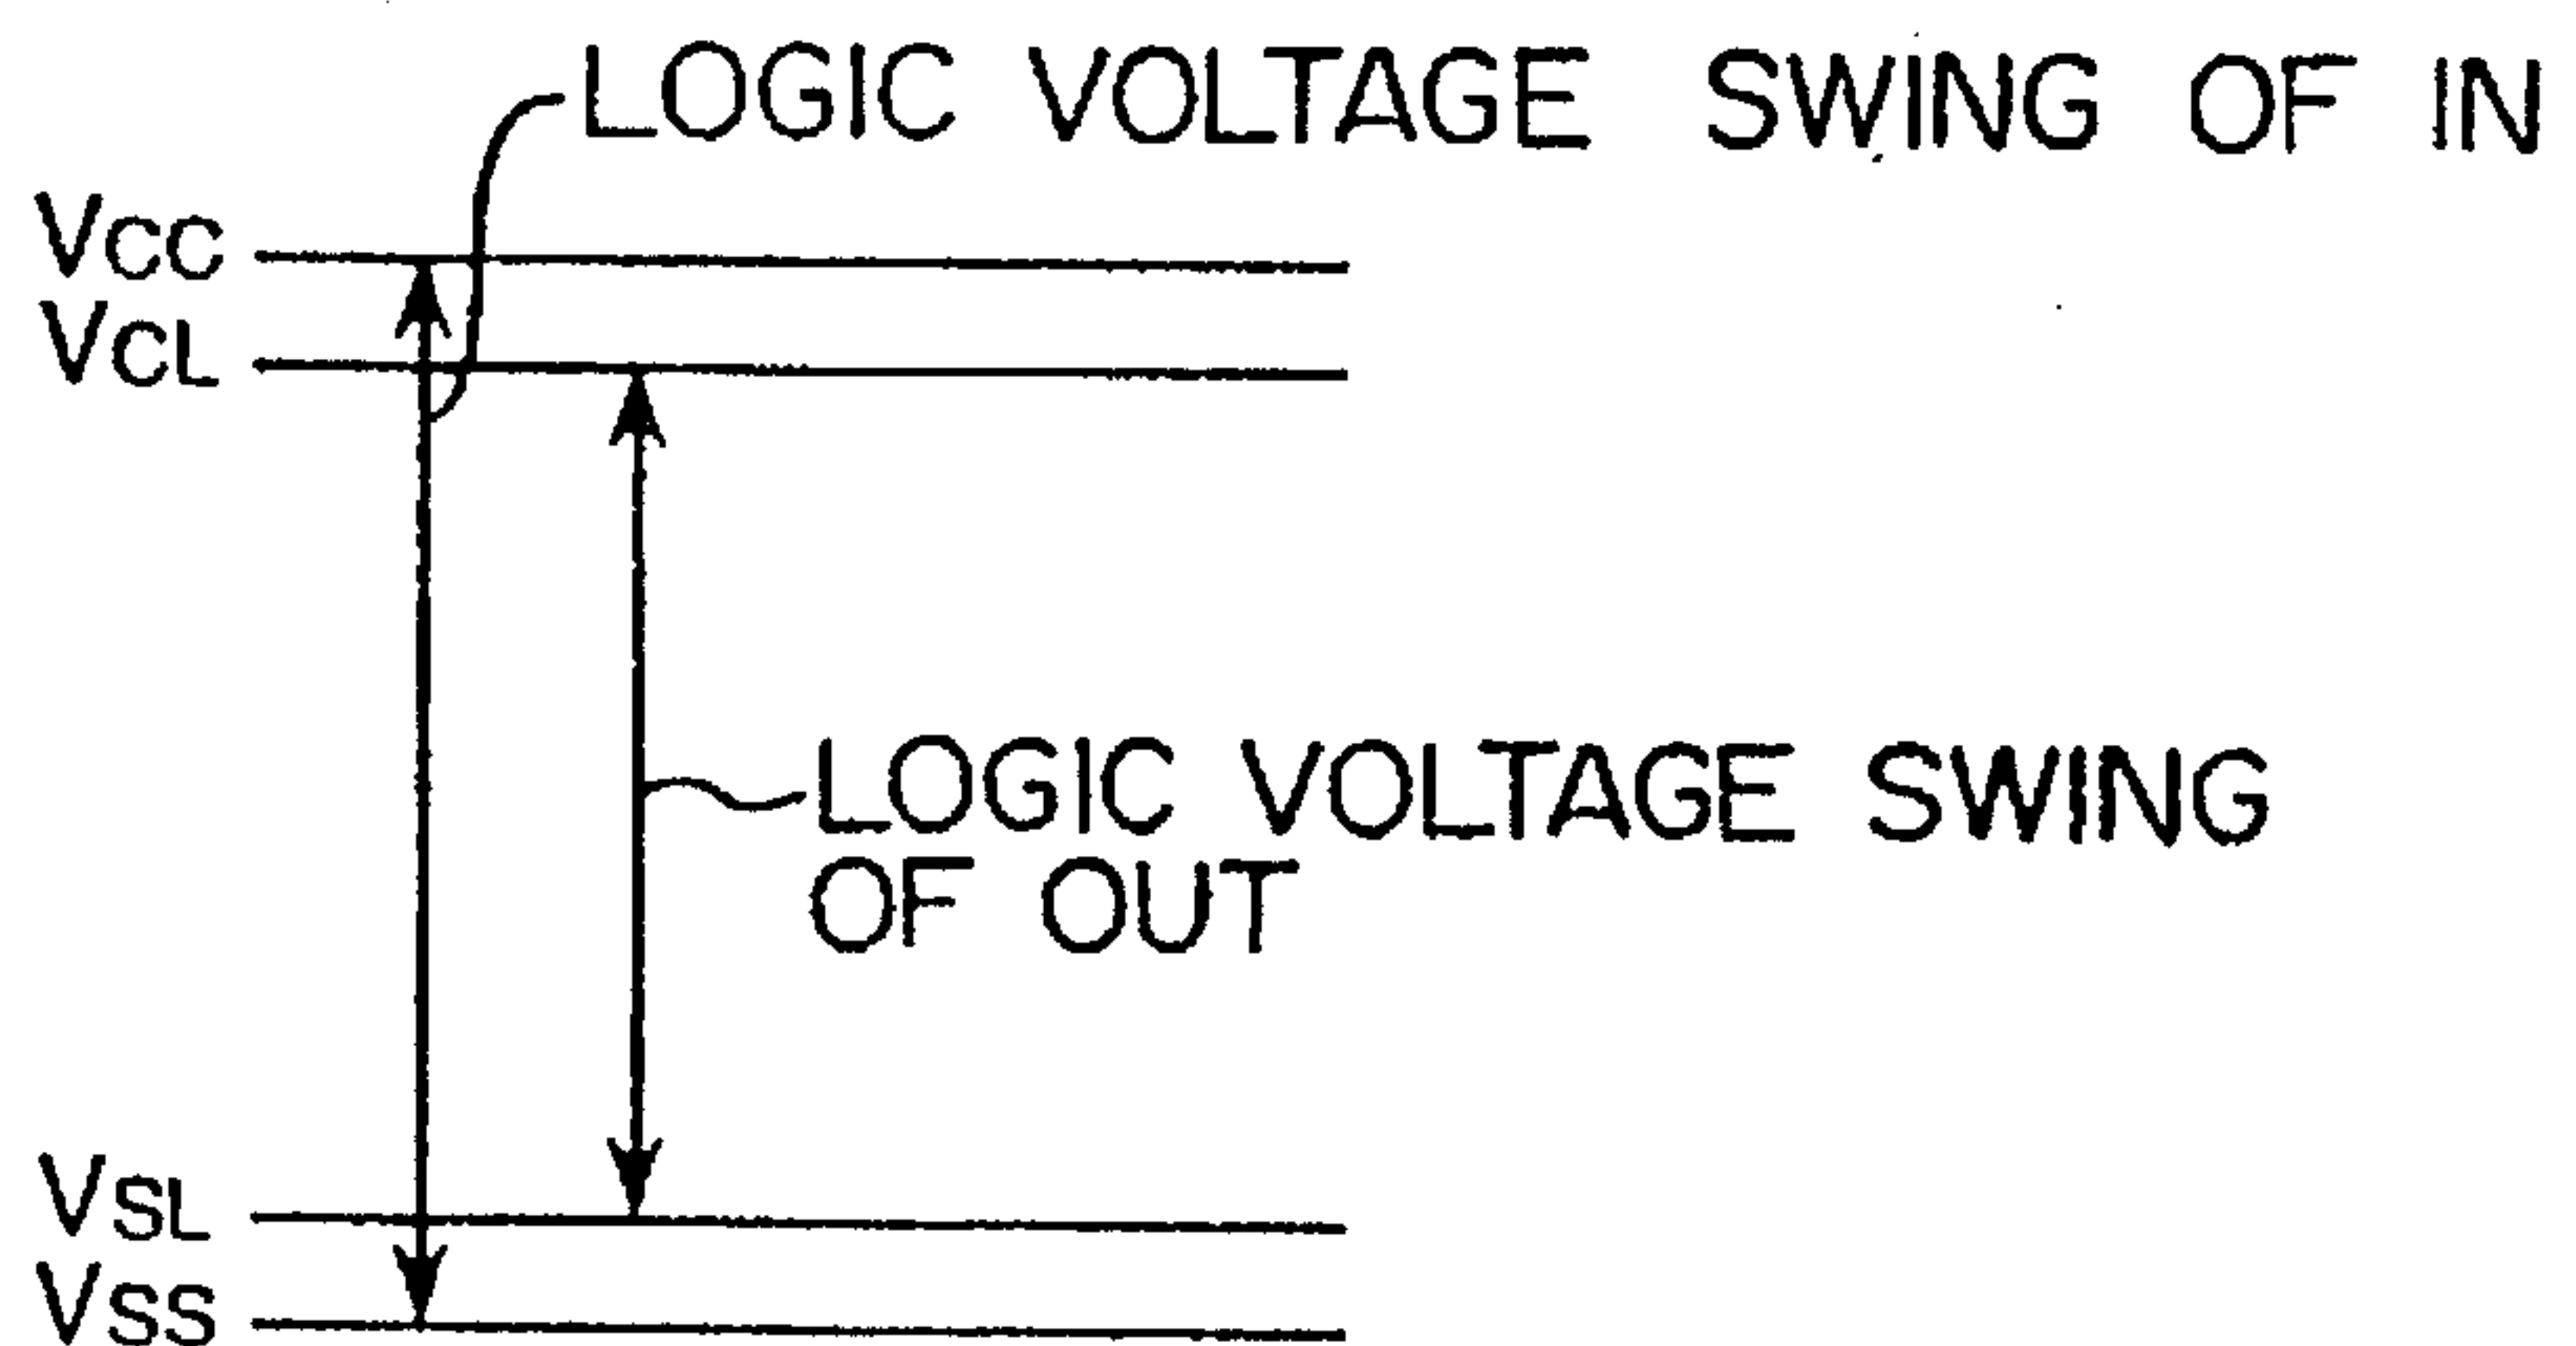 LOGIC VOLTAGE SWING OF IN
VCC
VCL
LOGIC VOLTAGE SWING
OF OUT
VSL
VSS